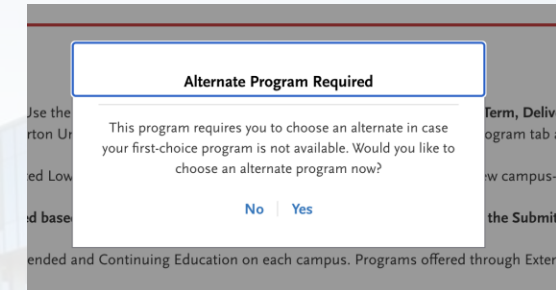 Alternate Program Required
Use the Term, Deliv
rton Un ogram tab a
This program requires you to choose an alternate in case
your first-choice program is not available. Would you like to
choose an alternate program now?
ed Low w campus-
No Yes
ed base the Submit
ended and Continuing Education on each campus. Programs offered through Exter